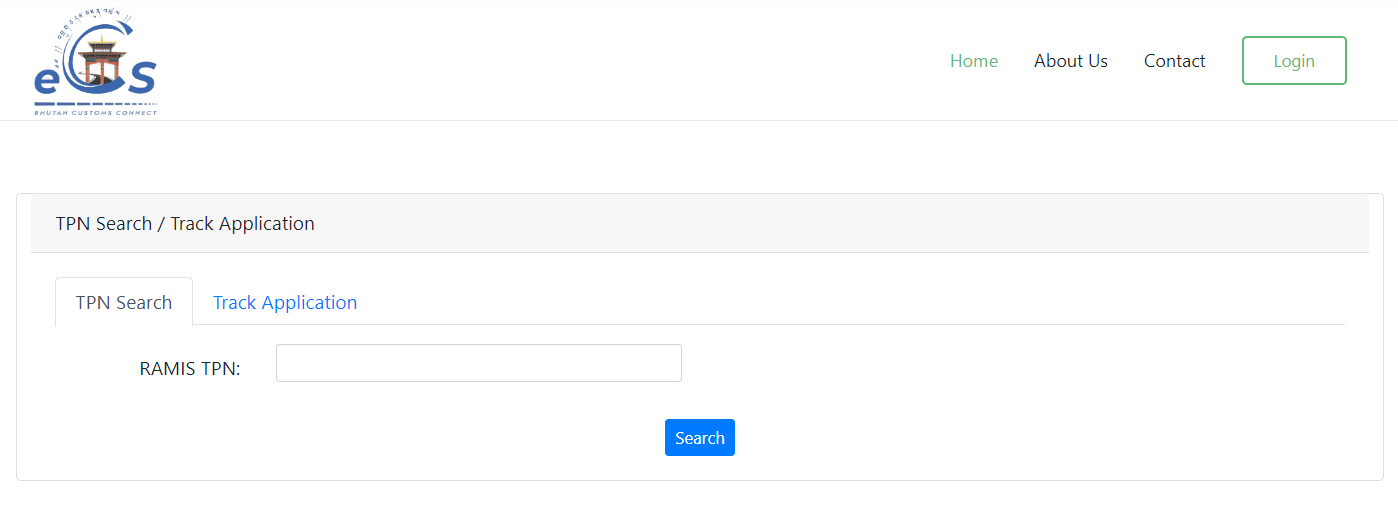 eCS
BHUTAN CUSTOMS CONNECT
Home
About Us
Contact
Login
TPN Search / Track Application
TPN Search
Track Application
RAMIS TPN:
Search